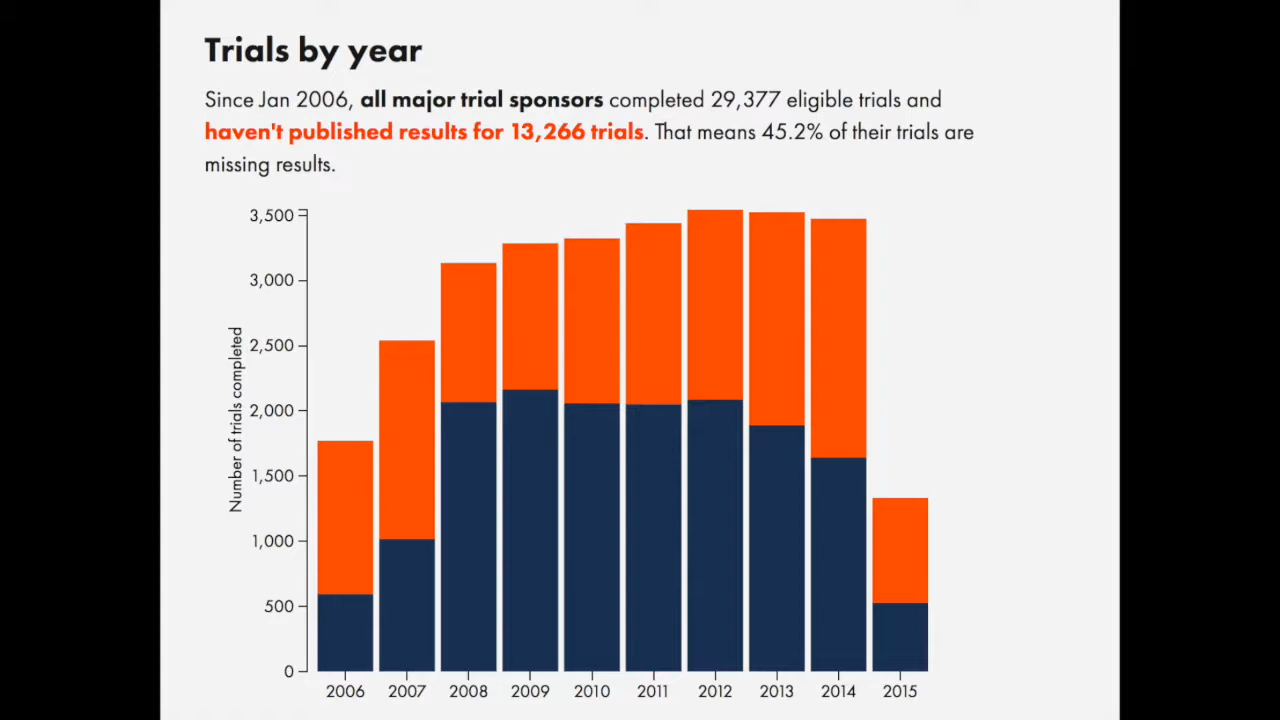 Trials by year
Since Jan 2006, all major trial sponsors completed 29,377 eligible trials and
haven't published results for 13,266 trials. That means 45.2% of their trials are
missing results.
Number of trials completed
3,500
3,000
2,500
2,000
1,500
1,000
500
0
2006 2007 2008 2009 2010 2011 2012 2013 2014 2015